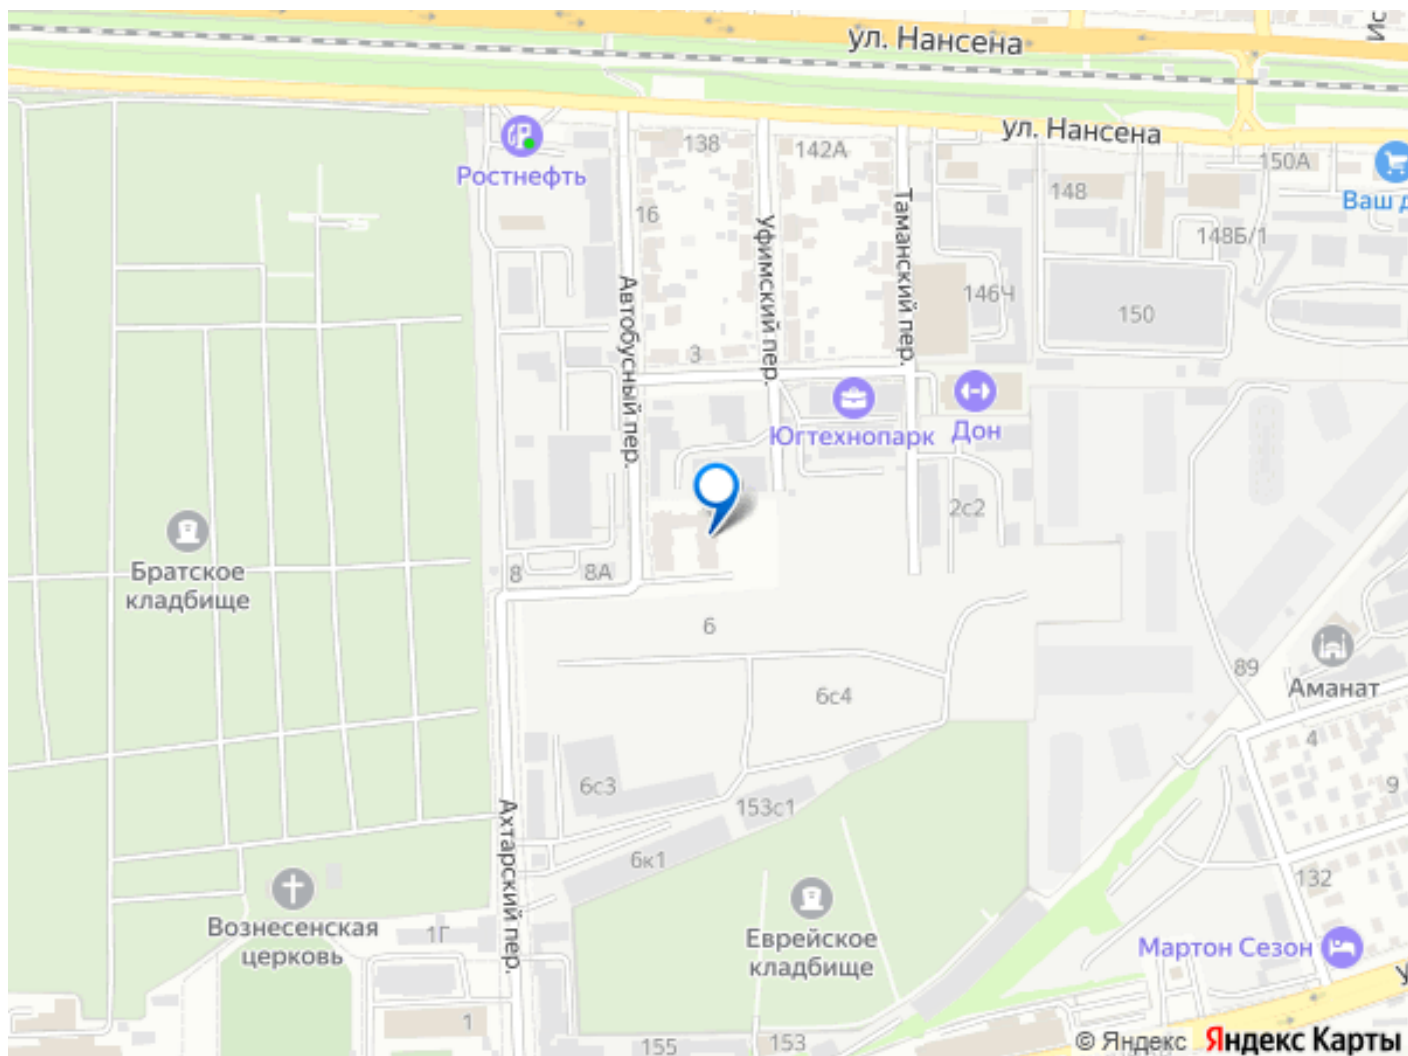 Ис
ул. Нансена
ул. Нансена
138
142А
150А
Ростнефть
148
Ваш д
16
Автобусный пер.
Уфимский пер.
Таманский пер.
148Б/1
146Ч
150
3
Югтехнопарк
Дон
2с2
Братское
кладбище
8
8А
6
89
Аманат
6с4
4
6с3
9
153с1
Ахтарский пер.
6к1
132
Вознесенская
церковь
1Г
Еврейское
кладбище
Мартон Сезон
У
1
155
153
© Яндекс Яндекс Карты